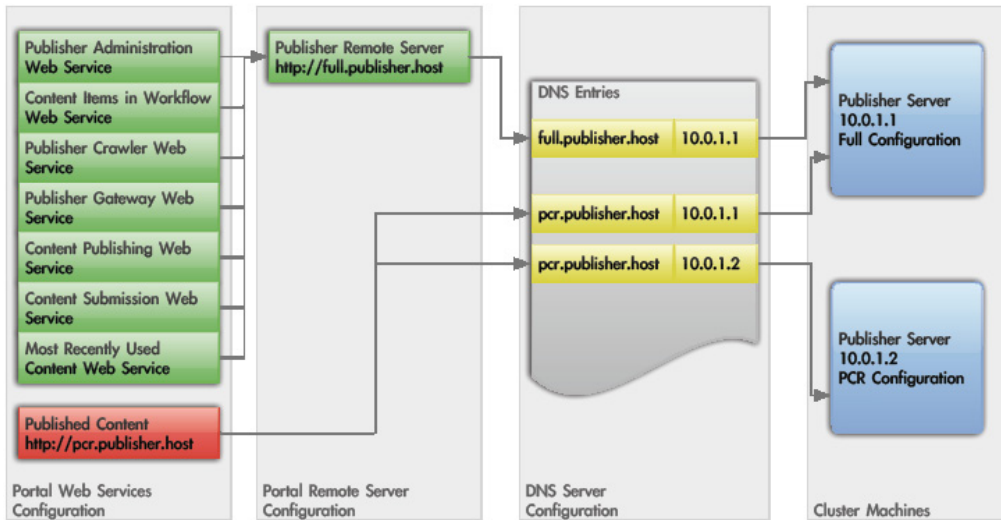 Publisher Administration
Web Service
Content Items in Workflow
Web Service
Publisher Crawler Web
Service
Publisher Gateway Web
Service
Content Publishing Web
Service
Content Submission Web
Service
Most Recently Used
Content Web Service
Published Content
http://pcr.publisher.host
Portal Web Services
Configuration
Publisher Remote Server
http://full.publisher.host
Portal Remote Server
Configuration
DNS Entries
full.publisher.host 10.0.1.1
pcr.publisher.host 10.0.1.1
pcr.publisher.host 10.0.1.2
DNS Server
Configuration
Publisher Server
10.0.1.1
Full Configuration
Publisher Server
10.0.1.2
PCR Configuration
Cluster Machines